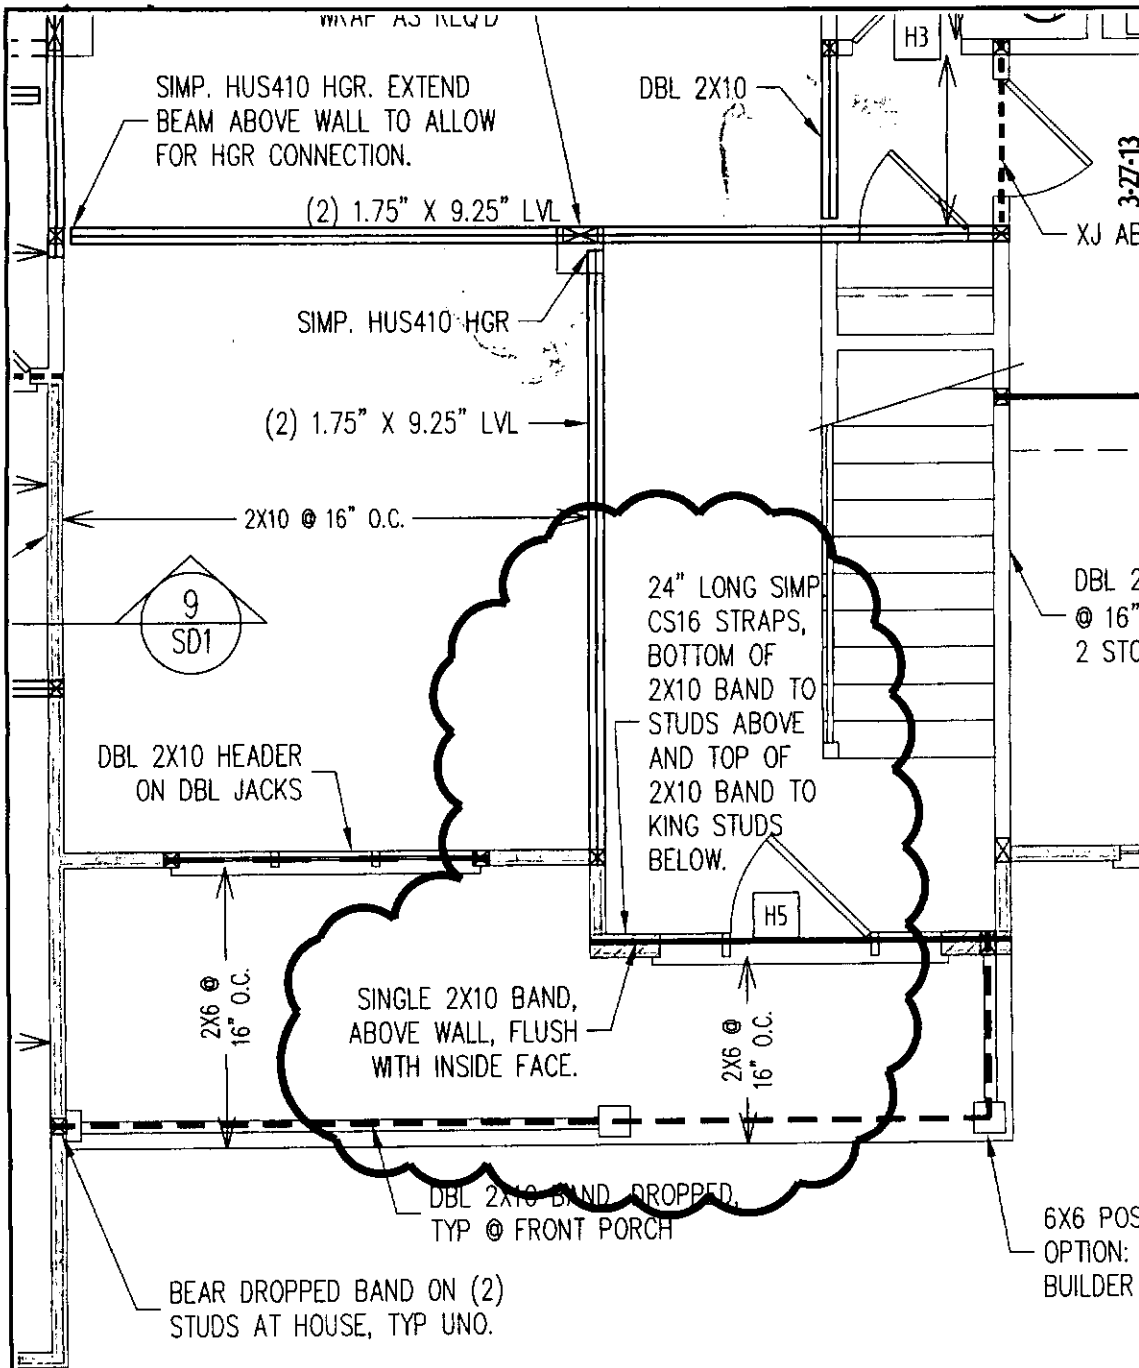 WRAP AS REQ'D
SIMP. HUS410 HGR. EXTEND
BEAM ABOVE WALL TO ALLOW
FOR HGR CONNECTION.
DBL 2X10
H3
3-27-13
(2) 1.75" X 9.25" LVL
XJ
SIMP. HUS410 HGR
(2) 1.75" X 9.25" LVL
2X10 @ 16" O.C.
9
SD1
24" LONG SIMP
CS16 STRAPS,
BOTTOM OF
2X10 BAND TO
STUDS ABOVE
AND TOP OF
2X10 BAND TO
KING STUDS
BELOW.
DBL 2
@ 16"
2 STO
DBL 2X10 HEADER
ON DBL JACKS
H5
2X6 @
16" O.C.
SINGLE 2X10 BAND,
ABOVE WALL, FLUSH
WITH INSIDE FACE.
2X6 @
16" O.C.
DBL 2X10 BAND DROPPED,
TYP @ FRONT PORCH
6X6 POS
OPTION:
BUILDER
BEAR DROPPED BAND ON (2)
STUDS AT HOUSE, TYP UNO.